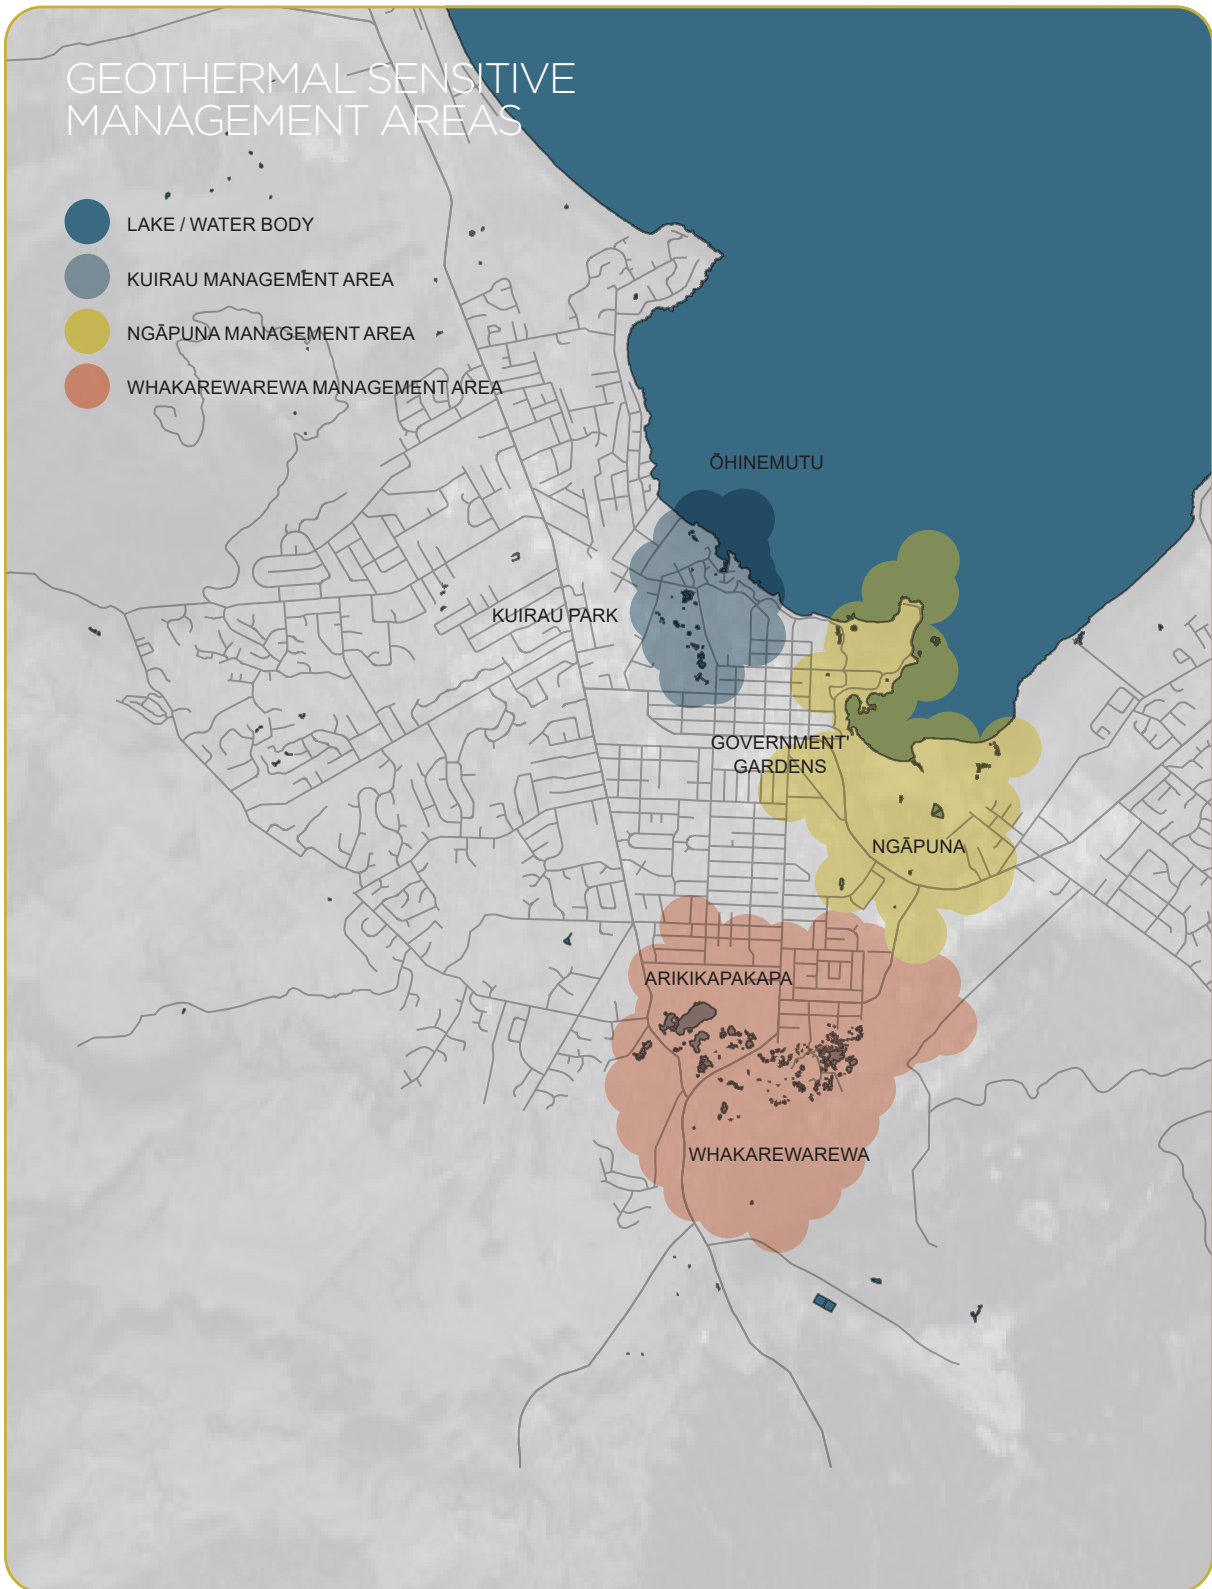 GEOTHERMAL SENSITIVE
MANAGEMENT AREAS
LAKE / WATER BODY
KUIRAU MANAGEMENT AREA
NGĀPUNA MANAGEMENT AREA
WHAKAREWAREWA MANAGEMENT AREA
ŌHINEMUTU
KUIRAU PARK
GOVERNMENT'
GARDENS
NGĀPUNA
ARIKIKAPAKAPA
WHAKAREWAREWA